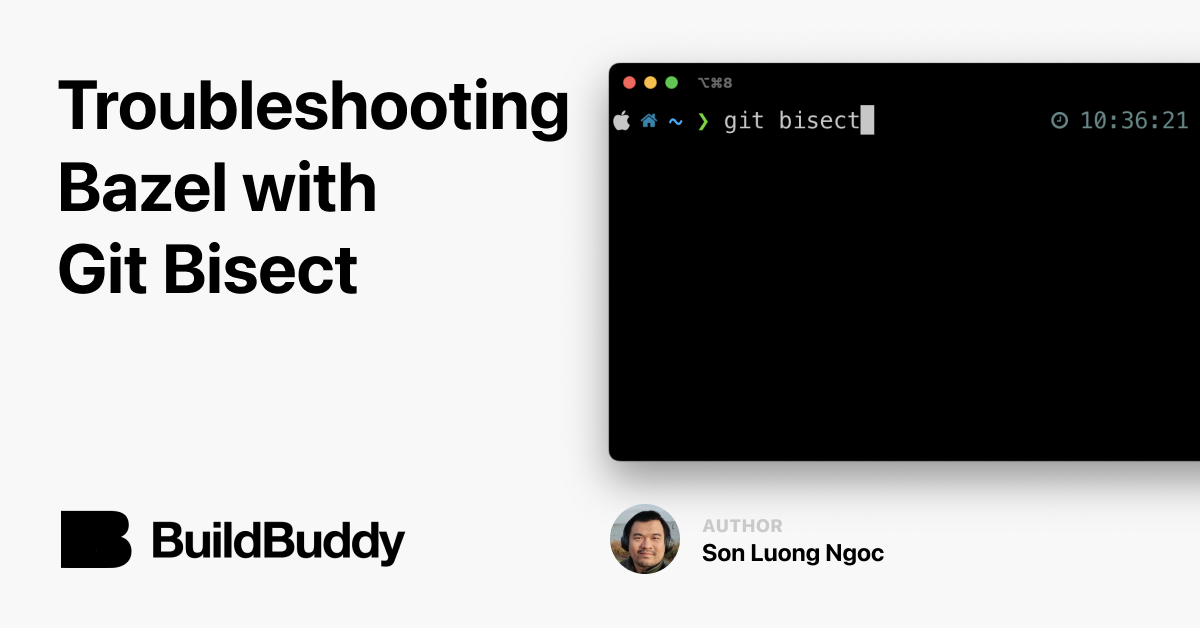 Troubleshooting
Bazel with
Git Bisect
⌥⌘8
~ ❯ git bisect
10:36:21
BuildBuddy
AUTHOR
Son Luong Ngoc